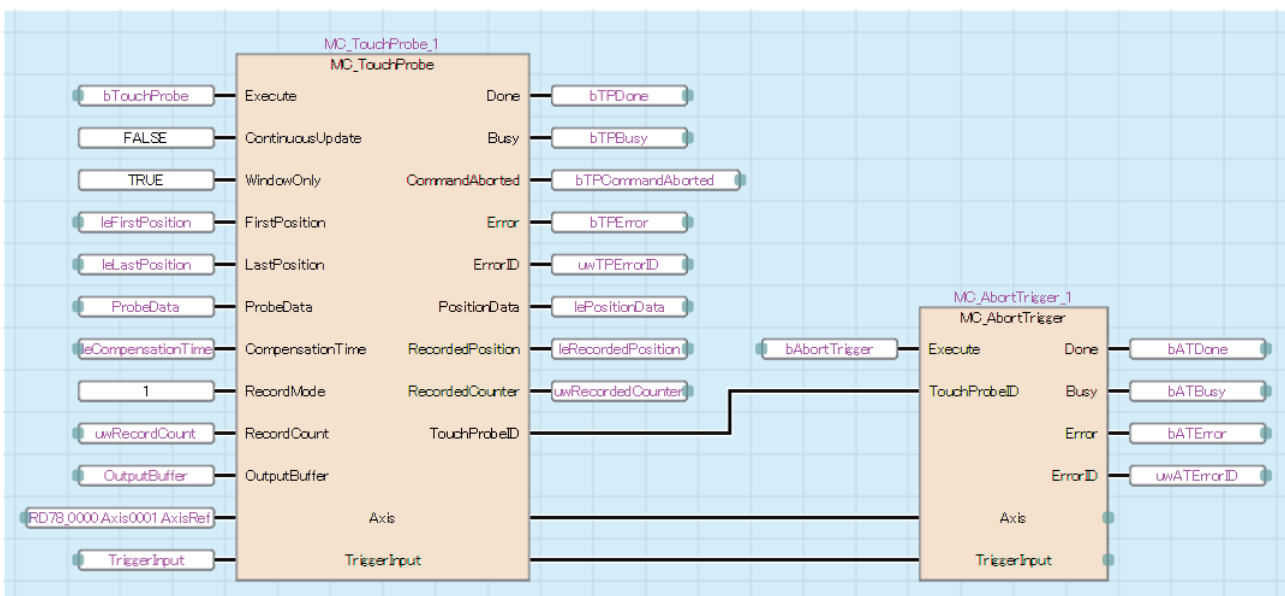 MC_TouchProbe_1
MC_TouchProbe
bTouchProbe Execute Done bTPDone
FALSE ContinuousUpdate Busy bTPBusy
TRUE WindowOnly CommandAborted bTPCommandAborted
leFirstPosition FirstPosition Error bTPError
leLastPosition LastPosition ErrorID uwTPErrorID
ProbeData ProbeData PositionData lePositionData
leCompensationTime CompensationTime RecordedPosition leRecordedPosition
1 RecordMode RecordedCounter uwRecordedCounter
uwRecordCount RecordCount TouchProbeID
OutputBuffer OutputBuffer
RD78_0000.Axis0001.AxisRef Axis
TriggerInput TriggerInput
MC_AbortTrigger_1
MC_AbortTrigger
bAbortTrigger Execute Done bATDone
TouchProbeID Busy bATBusy
Error bATError
ErrorID uwATErrorID
Axis
TriggerInput